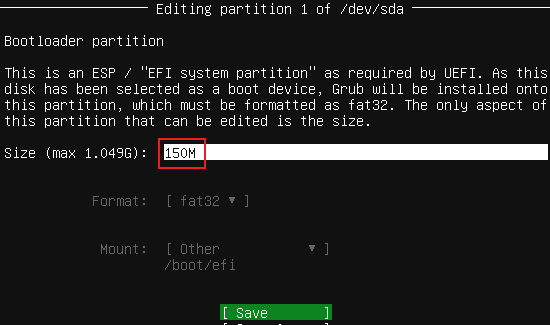 Editing partition 1 of /dev/sda
Bootloader partition
This is an ESP / "EFI system partition" as required by UEFI. As this
disk has been selected as a boot device, Grub will be installed onto
this partition, which must be formatted as fat32. The only aspect of
this partition that can be edited is the size.
Size (max 1.049G): 150M
Format: [ fat32 ▼ ]
Mount: [ Other ▼ ]
/boot/efi
[ Save ]